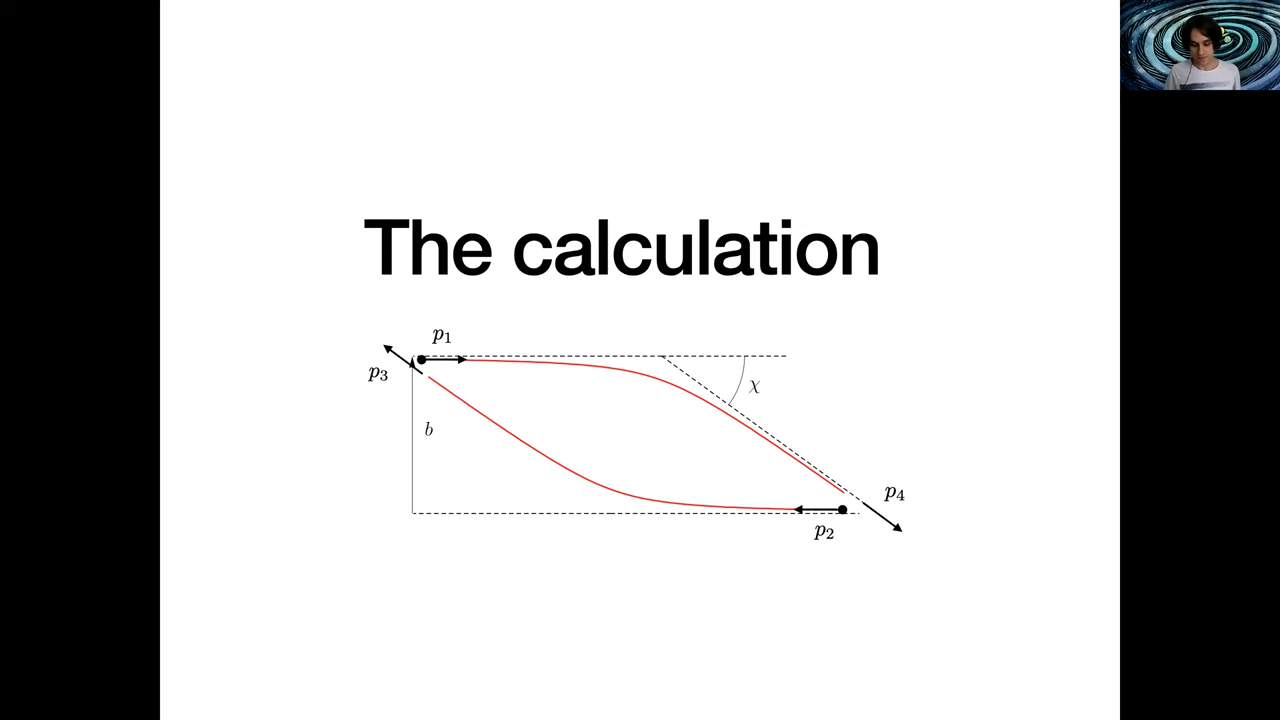 The calculation
p1
p3
χ
b
p4
p2